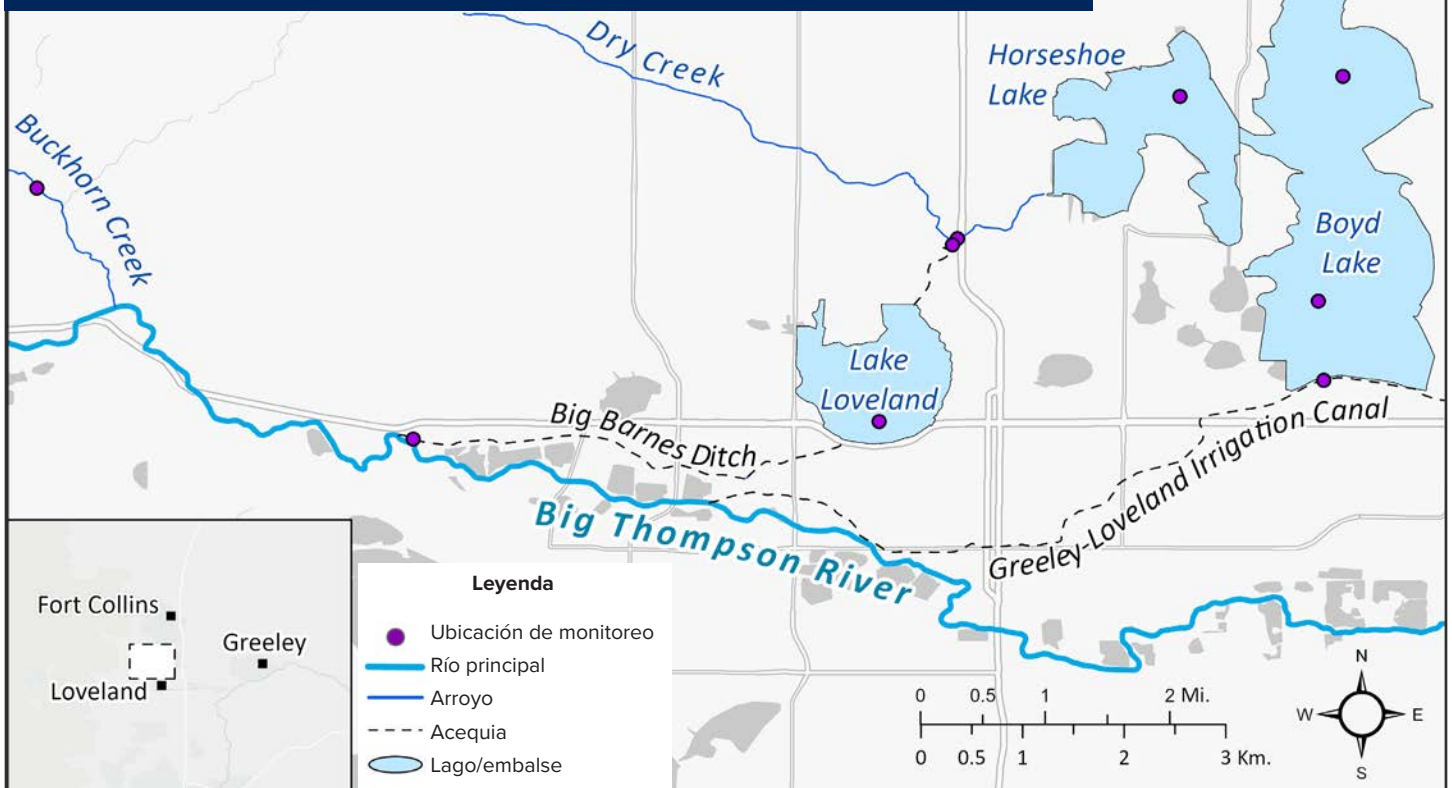 Dry Creek
Horseshoe
Lake
Buckhorn Creek
Boyd
Lake
Lake
Loveland
Big Barnes Ditch
Greeley-Loveland Irrigation Canal
Big Thompson River
Fort Collins
Greeley
Loveland
Leyenda
Ubicación de monitoreo
Río principal
Arroyo
Acequia
Lago/embalse
0 0.5 1 2 Mi.
0 0.5 1 2 3 Km.
N
W E
S